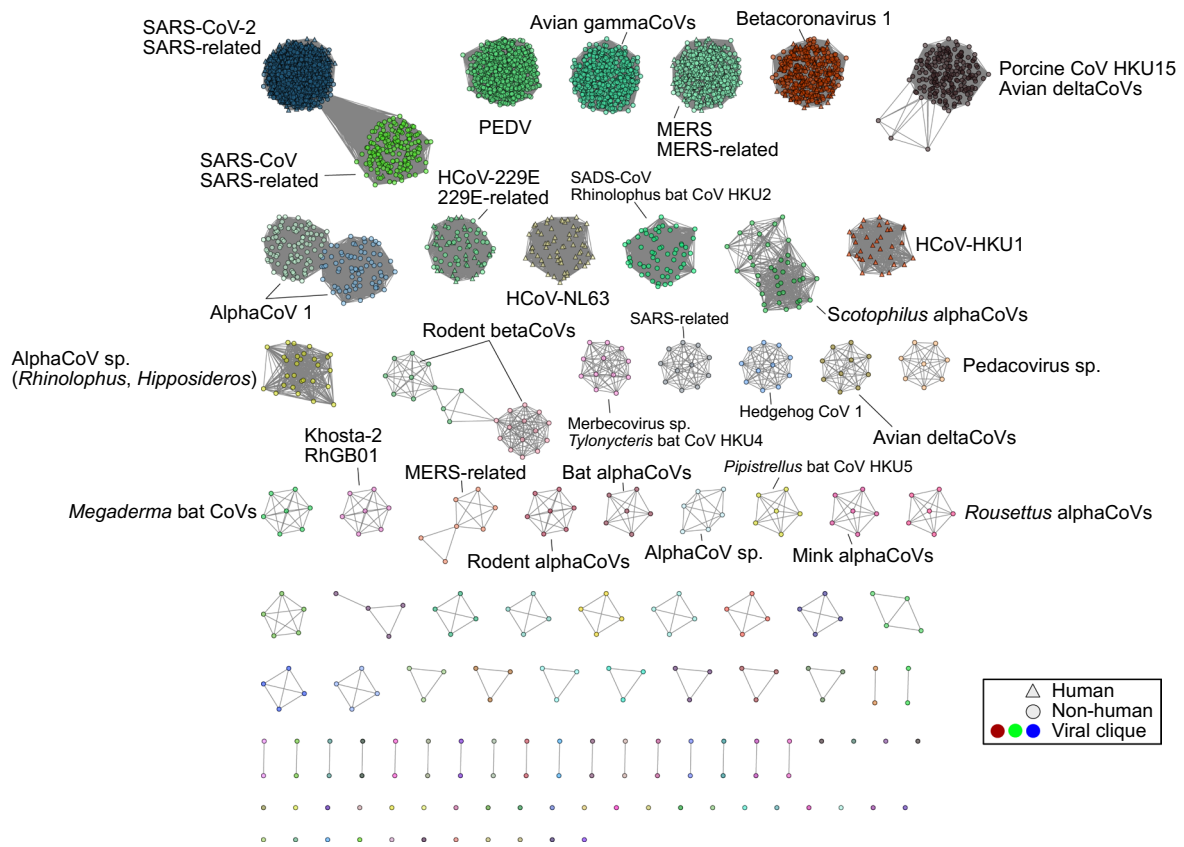 SARS-CoV-2
SARS-related
Avian gammaCoVs
Betacoronavirus 1
Porcine CoV HKU15
Avian deltaCoVs
PEDV
MERS
MERS-related
SARS-CoV
SARS-related
HCoV-229E
229E-related
SADS-CoV
Rhinolophus bat CoV HKU2
HCoV-HKU1
AlphaCoV 1
HCoV-NL63
Scotophilus alphaCoVs
Rodent betaCoVs
SARS-related
AlphaCoV sp.
(Rhinolophus, Hipposideros)
Pedacovirus sp.
Merbecovirus sp.
Tylonycteris bat CoV HKU4
Hedgehog CoV 1
Avian deltaCoVs
Khosta-2
RhGB01
MERS-related
Bat alphaCoVs
Pipistrellus bat CoV HKU5
Megaderma bat CoVs
Rousettus alphaCoVs
Rodent alphaCoVs
AlphaCoV sp.
Mink alphaCoVs
Human
Non-human
Viral clique